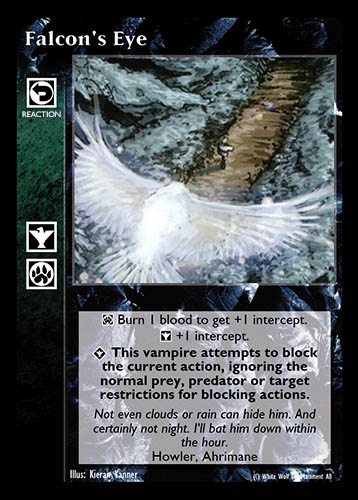 Falcon's Eye
REACTION
Burn 1 blood to get +1 intercept.
+1 intercept.
This vampire attempts to block
the current action, ignoring the
normal prey, predator or target
restrictions for blocking actions.
Not even clouds or rain can hide him. And
certainly not night. I'll bat him down within
the hour.
Howler, Ahrimane
Illus: Kieran Yanner
(C) White Wolf Entertainment AB